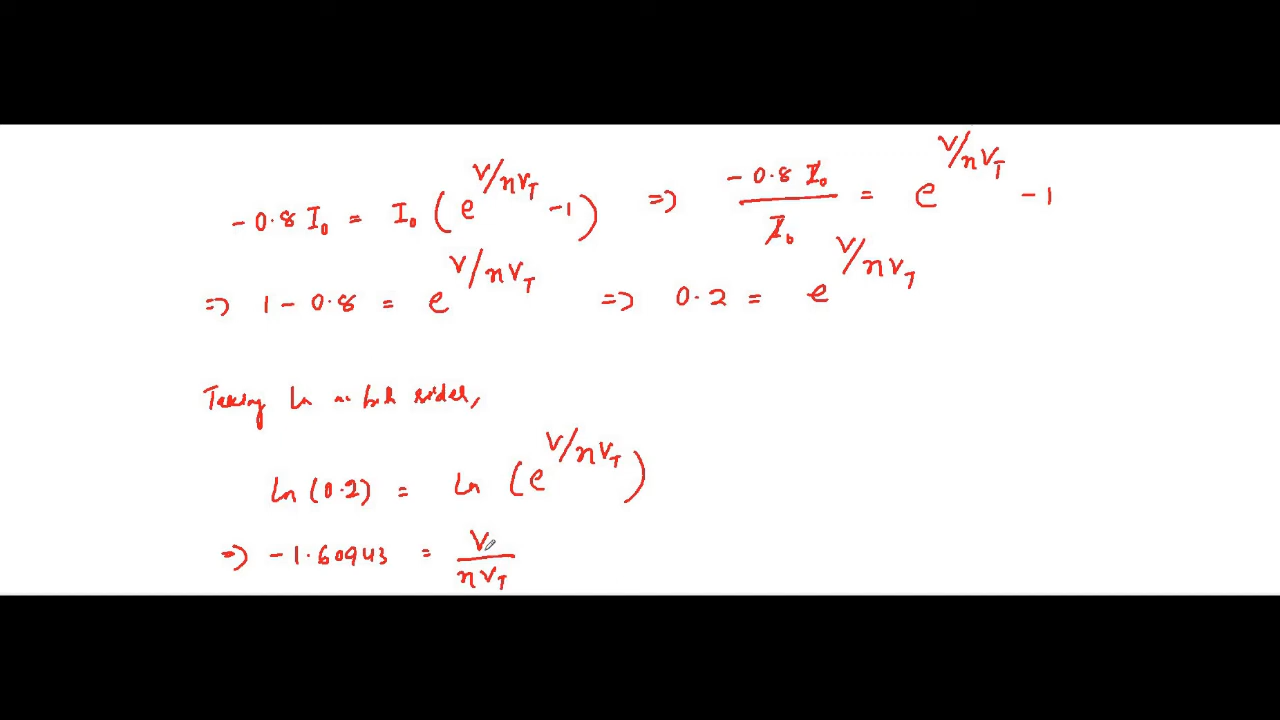 -0.8 I₀ = I₀ (e^(V/nV_T) -1) => -0.8 I₀ / I₀ = e^(V/nV_T) -1
=> 1 - 0.8 = e^(V/nV_T) => 0.2 = e^(V/nV_T)
Taking ln on both sides,
ln (0.2) = ln (e^(V/nV_T))
=> -1.60943 = V / nV_T